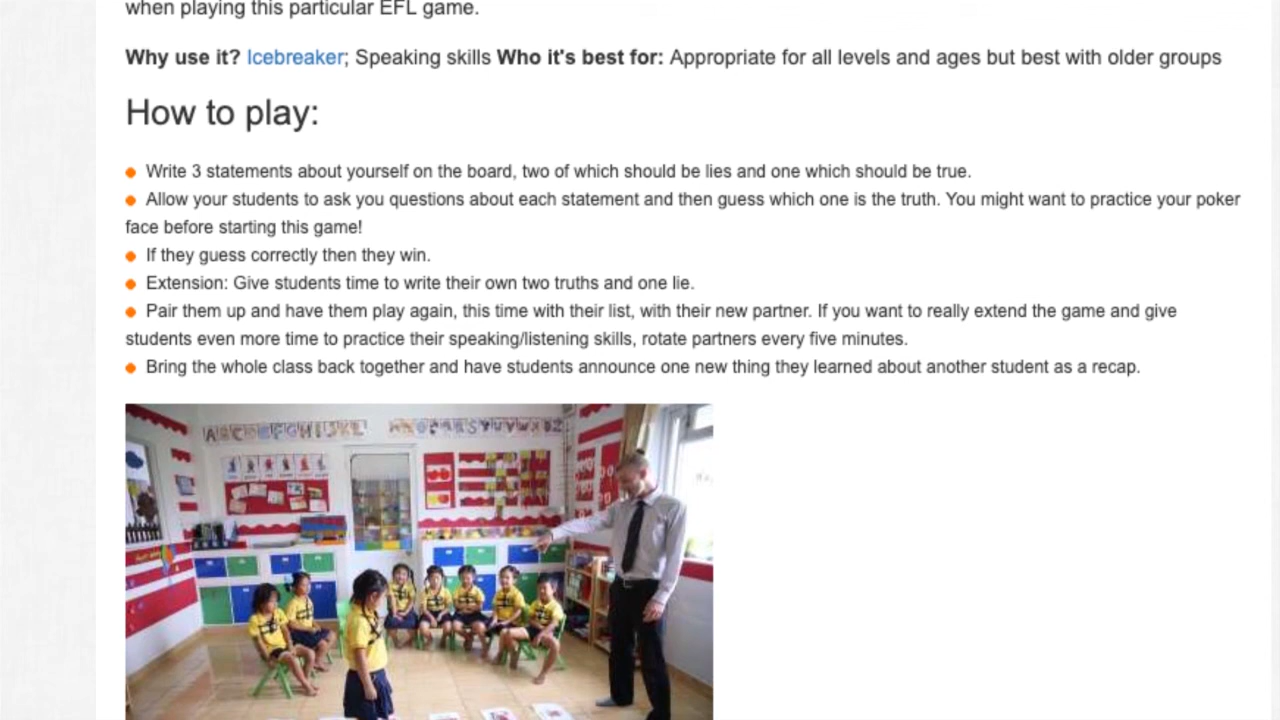 when playing this particular EFL game.
Why use it? Icebreaker; Speaking skills Who it's best for: Appropriate for all levels and ages but best with older groups
How to play:
Write 3 statements about yourself on the board, two of which should be lies and one which should be true.
Allow your students to ask you questions about each statement and then guess which one is the truth. You might want to practice your poker
face before starting this game!
If they guess correctly then they win.
Extension: Give students time to write their own two truths and one lie.
Pair them up and have them play again, this time with their list, with their new partner. If you want to really extend the game and give
students even more time to practice their speaking/listening skills, rotate partners every five minutes.
Bring the whole class back together and have students announce one new thing they learned about another student as a recap.